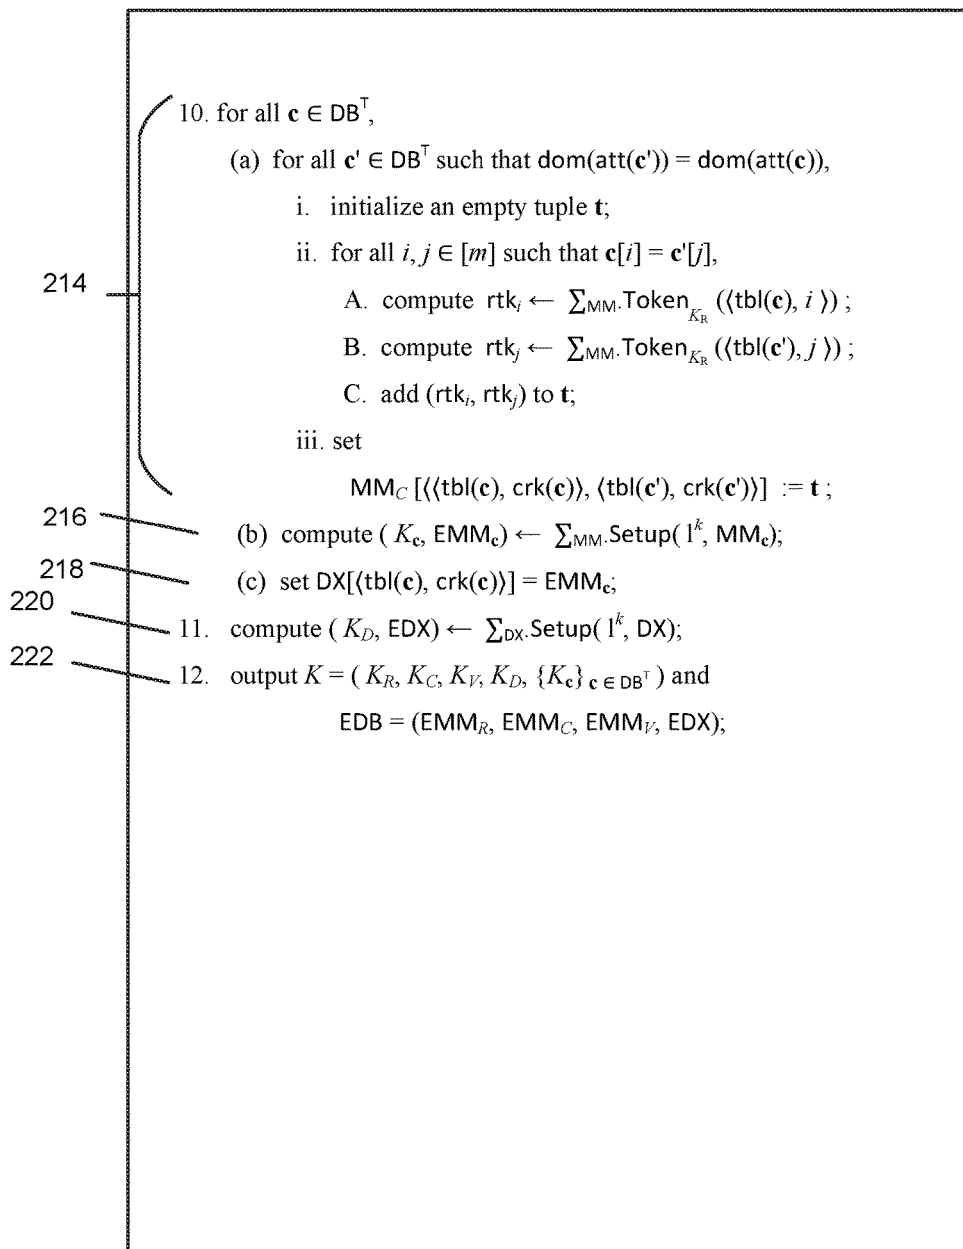 10. for all c ∈ DB^⊤,
(a) for all c' ∈ DB^⊤ such that dom(att(c')) = dom(att(c)),
i. initialize an empty tuple t;
ii. for all i, j ∈ [m] such that c[i] = c'[j],
214
A. compute rtk_i ← ∑_MM.Token_{K_R} (⟨tbl(c), i ⟩) ;
B. compute rtk_j ← ∑_MM.Token_{K_R} (⟨tbl(c'), j ⟩) ;
C. add (rtk_i, rtk_j) to t;
iii. set
MM_C [⟨⟨tbl(c), crk(c)⟩, ⟨tbl(c'), crk(c')⟩⟩] := t ;
216 (b) compute ( K_c, EMM_c) ← ∑_MM.Setup( 1^k, MM_c);
218 (c) set DX[⟨tbl(c), crk(c)⟩] = EMM_c;
220 11. compute ( K_D, EDX) ← ∑_DX.Setup( 1^k, DX);
222 12. output K = ( K_R, K_C, K_V, K_D, {K_c}_{c ∈ DB^⊤} ) and
EDB = (EMM_R, EMM_C, EMM_V, EDX);